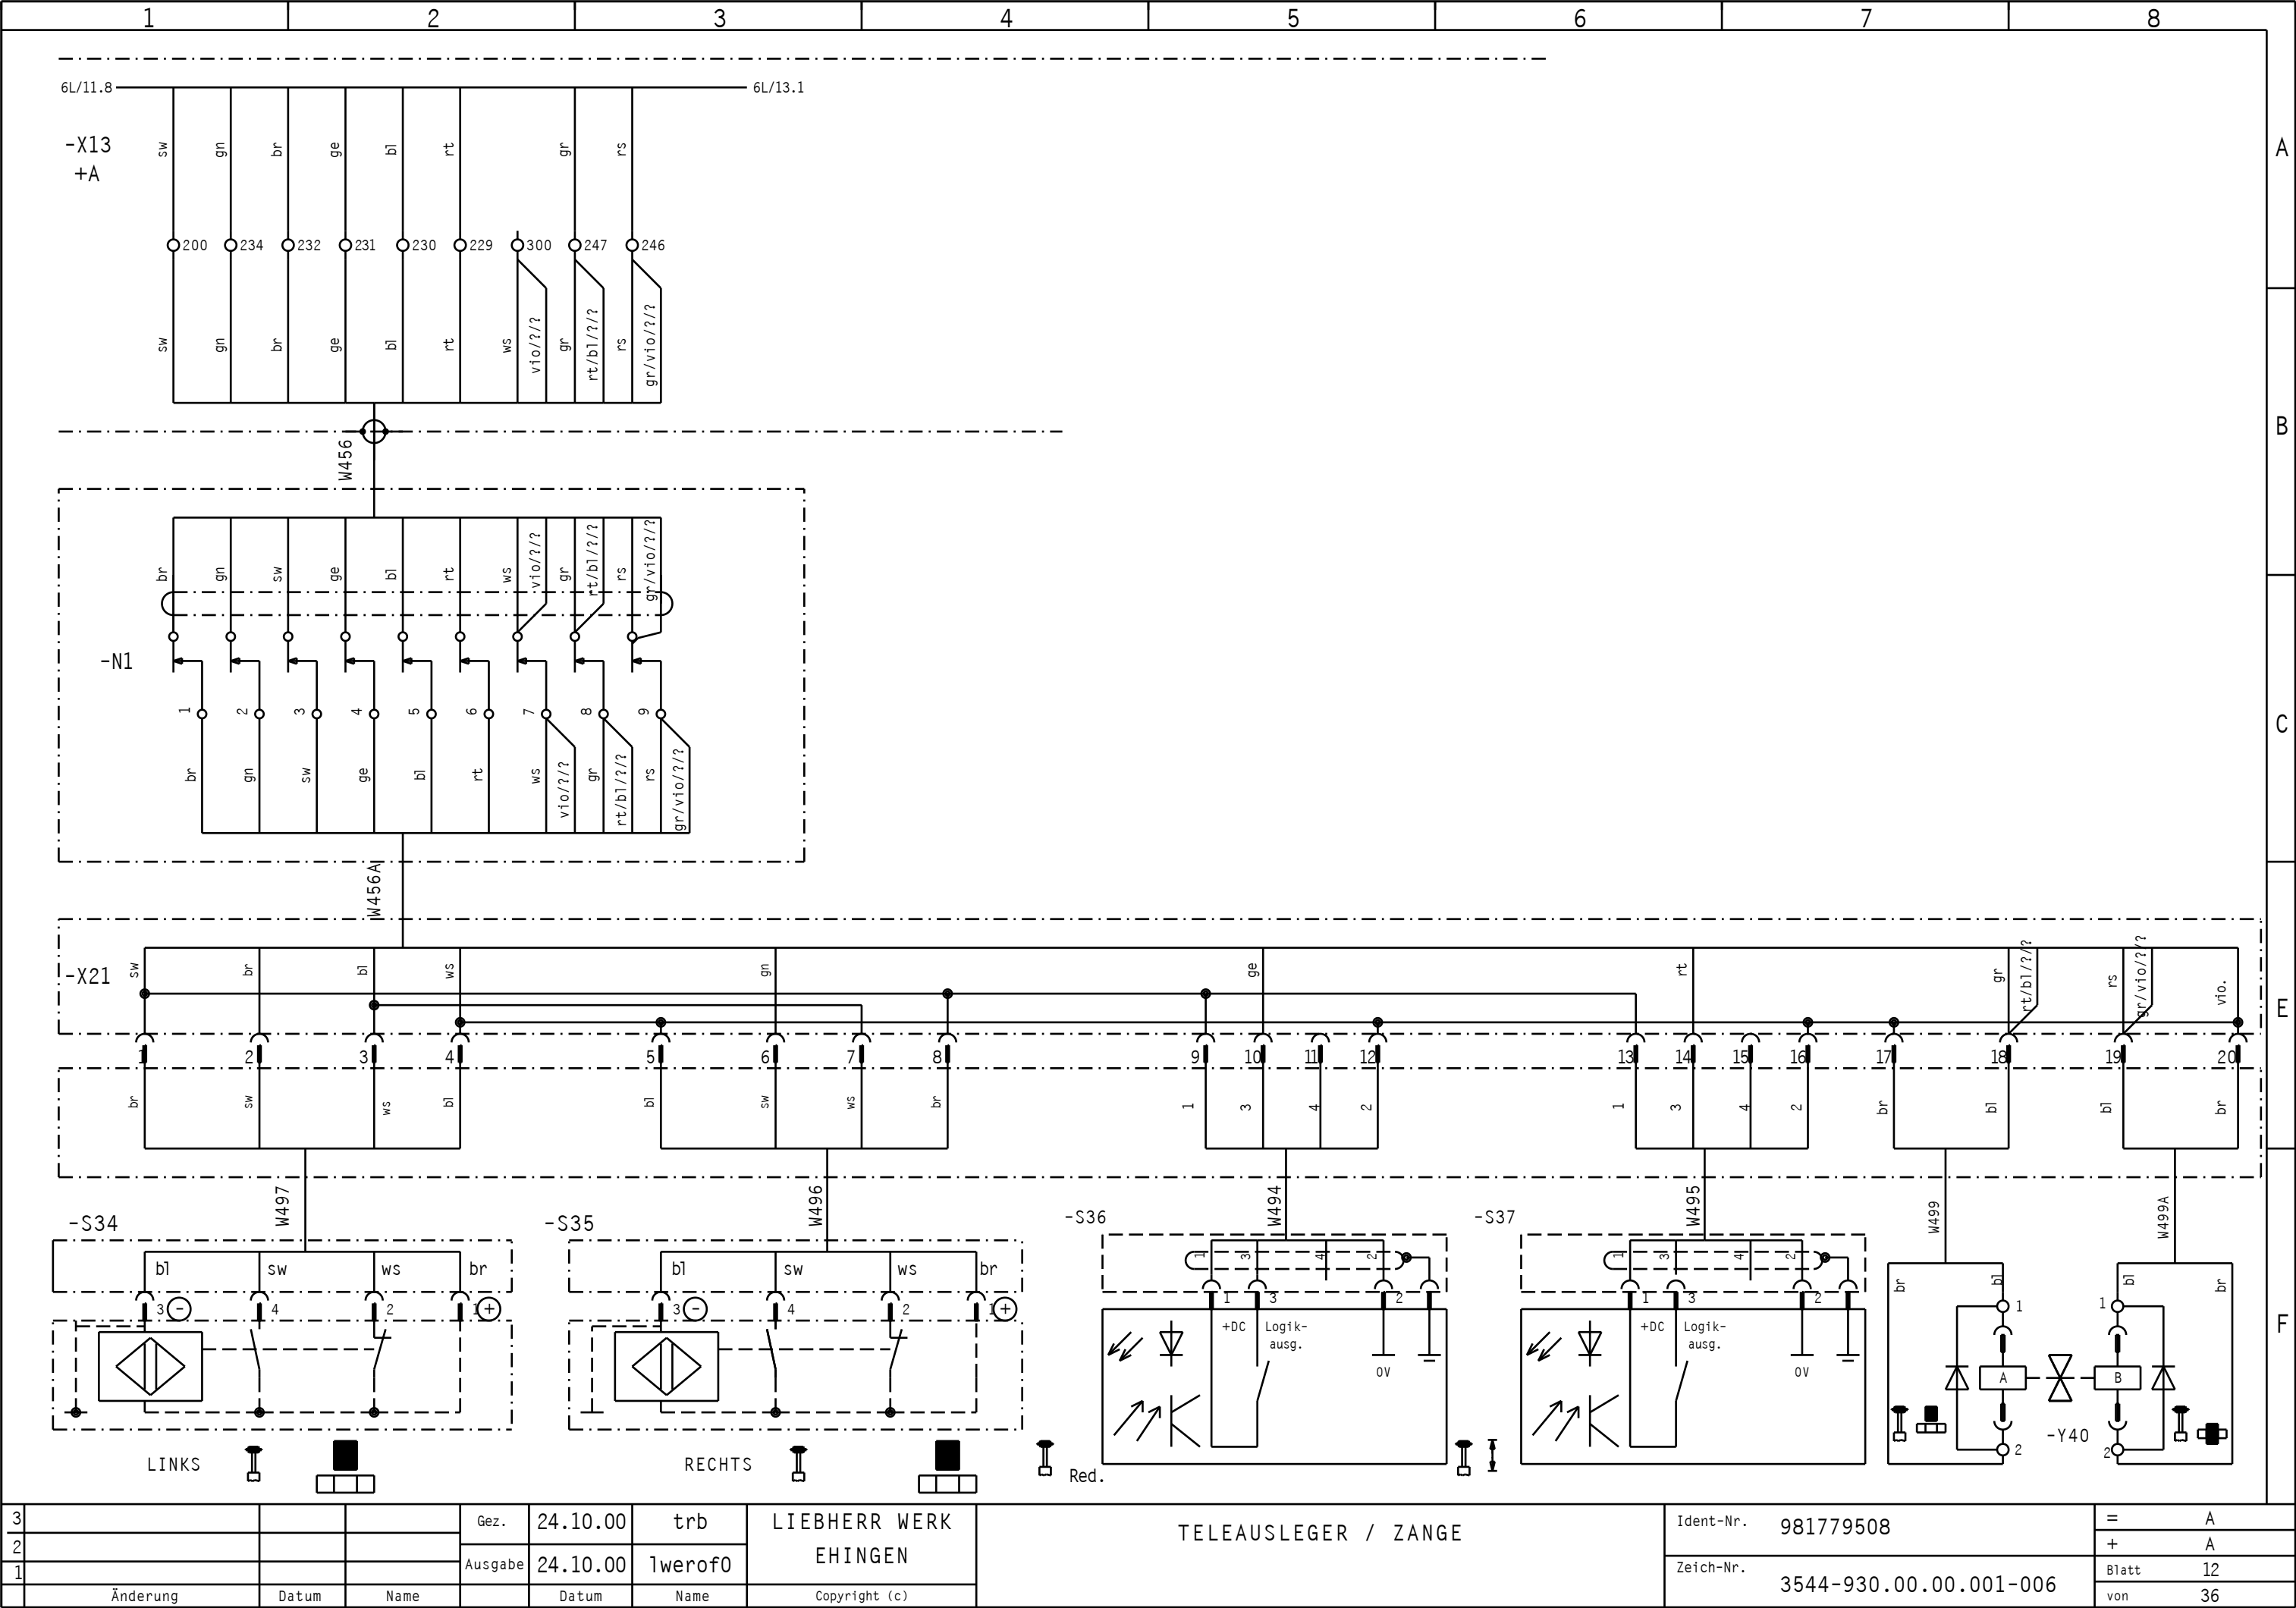 1 2 3 4 5 6 7 8
6L/11.8 6L/13.1
-X13
+A
A
sw gn br ge bl rt gr rs
200 234 232 231 230 229 300 247 246
sw gn br ge bl rt ws vio/?/? gr rt/bl/?/? rs gr/vio/?/?
B
W456
br gn sw ge bl rt ws vio/?/? gr rt/bl/?/? rs gr/vio/?/?
-N1
1 2 3 4 5 6 7 8 9
C
br gn sw ge bl rt ws vio/?/? gr rt/bl/?/? rs gr/vio/?/?
W456A
-X21
sw br bl ws gn ge rt gr rt/bl/?/? rs gr/vio/?/? vio.
E
1 2 3 4 5 6 7 8 9 10 11 12 13 14 15 16 17 18 19 20
br sw ws bl bl sw ws br 1 3 4 2 1 3 4 2 br bl bl br
W497 W496 W494 W495 W499 W499A
-S34 -S35 -S36 -S37
bl sw ws br bl sw ws br 1 3 4 2 1 3 4 2 br bl bl br
3 - 4 2 1 + 3 - 4 2 1 + 1 3 2 1 3 2 1 1
F
+DC Logik-
ausg.
0V
+DC Logik-
ausg.
0V
A B
-Y40
2 2
LINKS RECHTS Red.
3
2
1
Änderung Datum Name
Gez. 24.10.00 trb
Ausgabe 24.10.00 lwerof0
Datum Name
LIEBHERR WERK
EHINGEN
Copyright (c)
TELEAUSLEGER / ZANGE
Ident-Nr. 981779508
Zeich-Nr. 3544-930.00.00.001-006
= A
+ A
Blatt 12
von 36